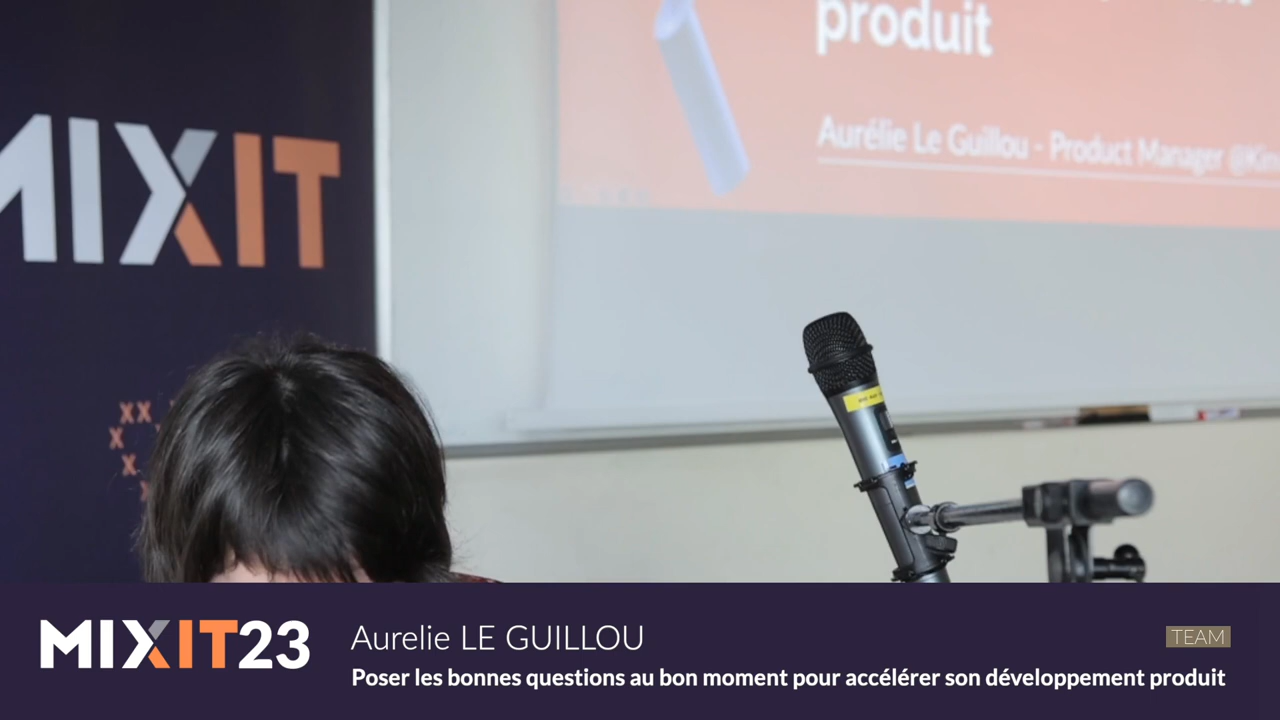 produit
Aurélie Le Guillou - Product Manager
MIXIT
MIXIT23
Aurelie LE GUILLOU
TEAM
Poser les bonnes questions au bon moment pour accélérer son développement produit